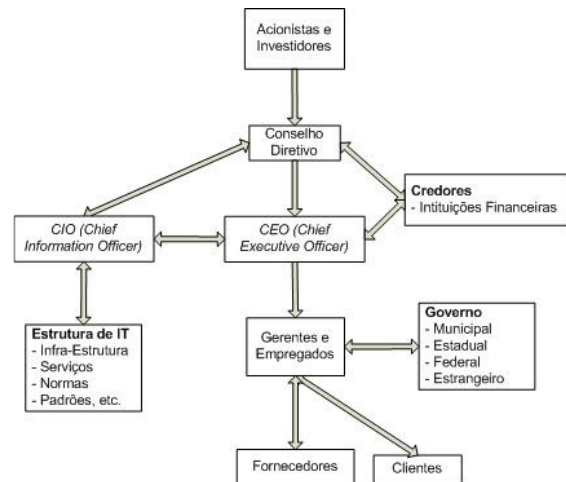 Acionistas e
Investidores
Conselho
Diretivo
Credores
- Intituições Financeiras
CIO (Chief
Information Officer)
CEO (Chief
Executive Officer)
Estrutura de IT
- Infra-Estrutura
- Serviços
- Normas
- Padrões, etc.
Gerentes e
Empregados
Governo
- Municipal
- Estadual
- Federal
- Estrangeiro
Fornecedores
Clientes